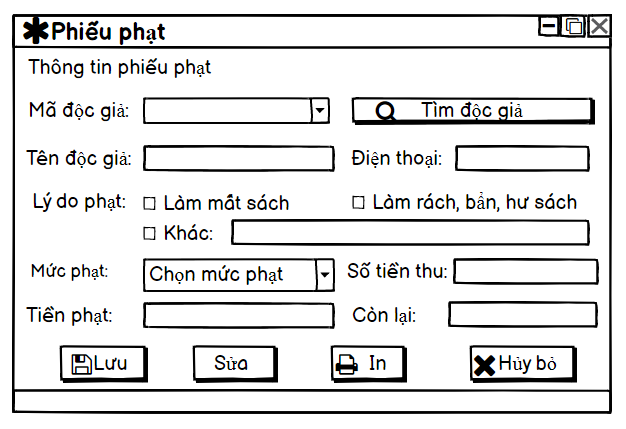 Phiếu phạt
Thông tin phiếu phạt
Mã độc giả: Tìm độc giả
Tên độc giả: Điện thoại:
Lý do phạt: Làm mất sách Làm rách, bẩn, hư sách
Khác:
Mức phạt: Chọn mức phạt Số tiền thu:
Tiền phạt: Còn lại:
Lưu Sửa In Hủy bỏ